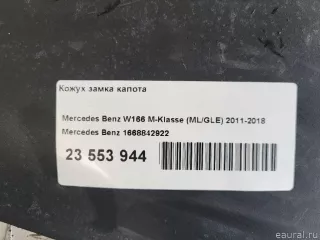 Кожух замка капота
Mercedes Benz W166 M-Klasse (ML/GLE) 2011-2018
Mercedes Benz 1668842922
23 553 944
eaural.ru